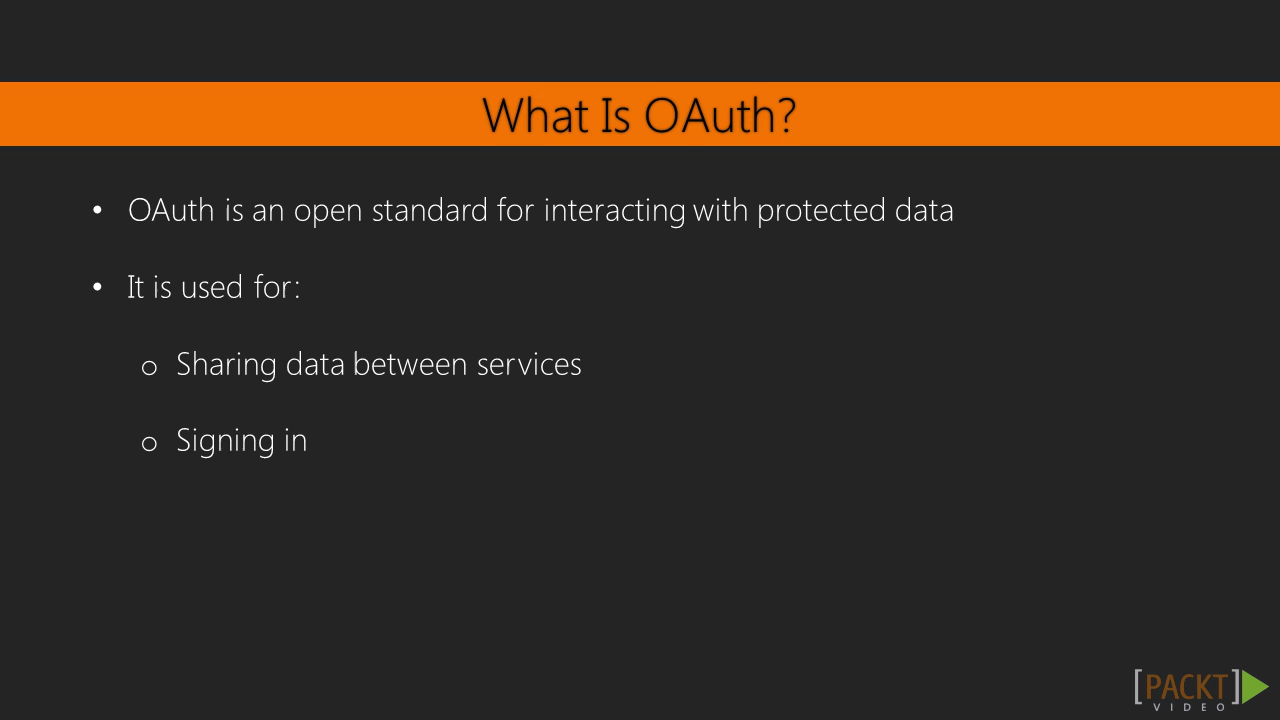 What Is OAuth?
• OAuth is an open standard for interacting with protected data
• It is used for:
o Sharing data between services
o Signing in
[PACKT]
VIDEO